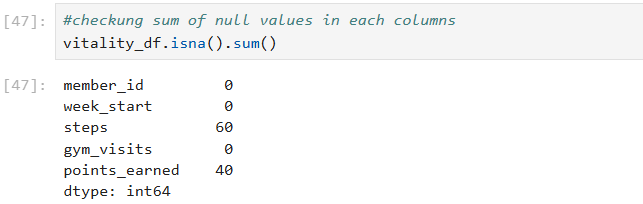 [47]: #checkung sum of null values in each columns
vitality_df.isna().sum()
[47]: member_id 0
week_start 0
steps 60
gym_visits 0
points_earned 40
dtype: int64